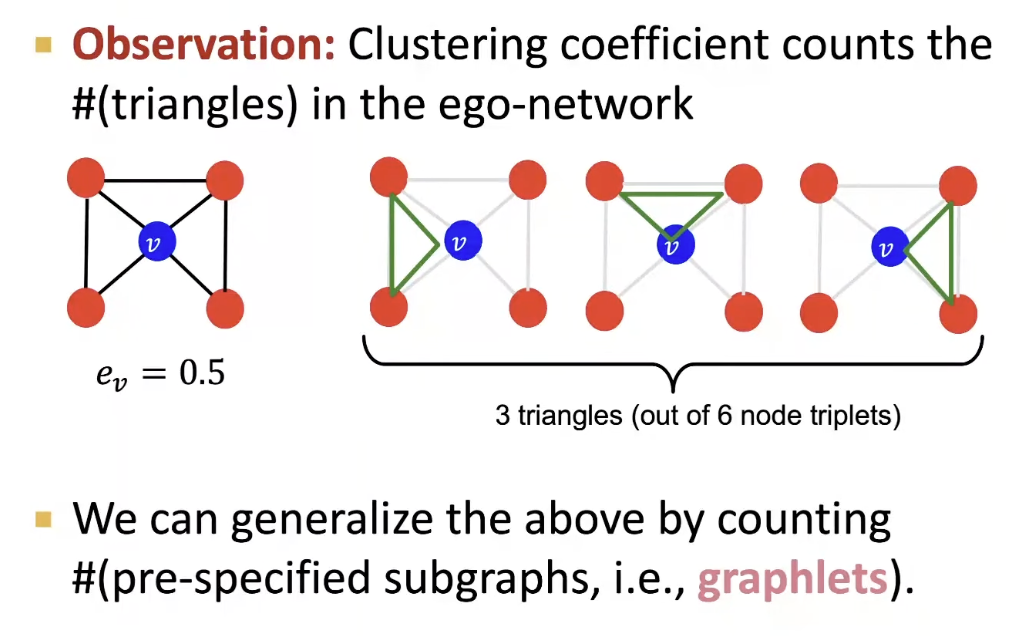 ▪ Observation: Clustering coefficient counts the
#(triangles) in the ego-network
v
v
v
v
e_v = 0.5
3 triangles (out of 6 node triplets)
▪ We can generalize the above by counting
#(pre-specified subgraphs, i.e., graphlets).